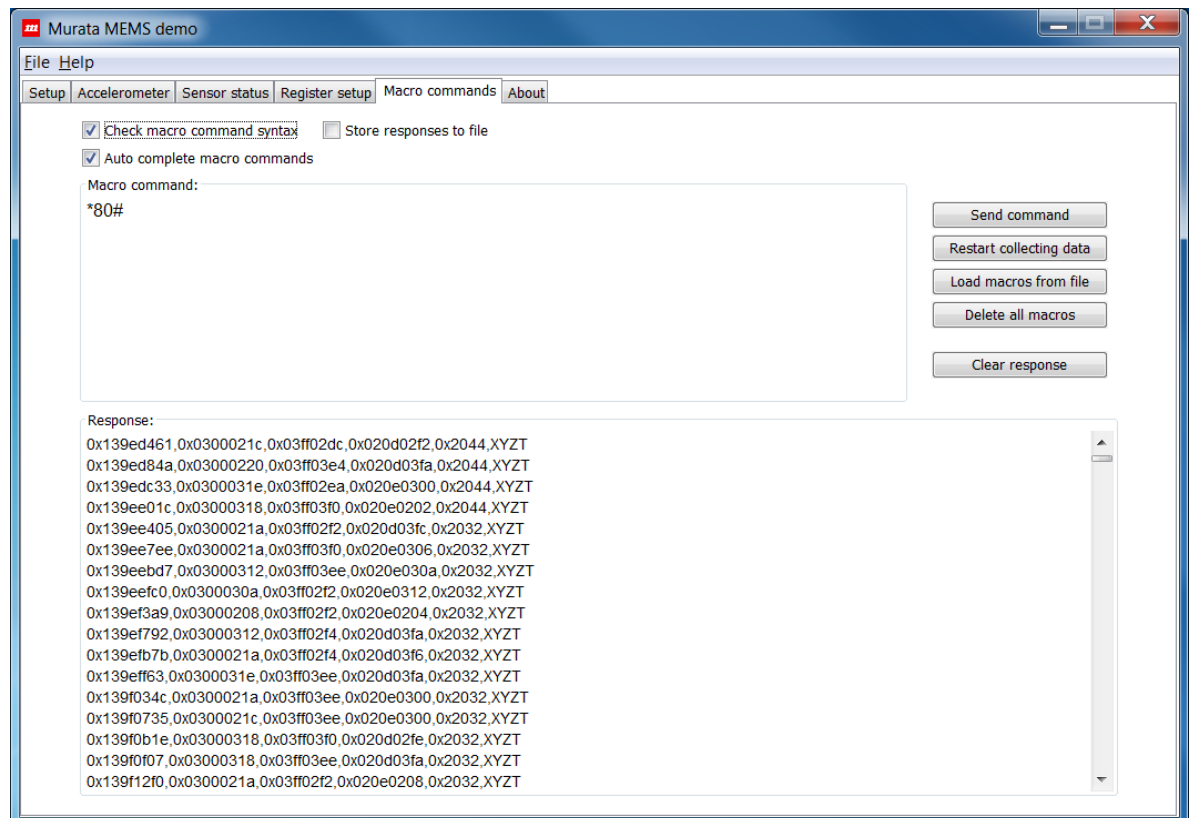 m Murata MEMS demo
File Help
Setup Accelerometer Sensor status Register setup Macro commands About
Check macro command syntax Store responses to file
Auto complete macro commands
Macro command:
*80#
Send command
Restart collecting data
Load macros from file
Delete all macros
Clear response
Response:
0x139ed461,0x0300021c,0x03ff02dc,0x020d02f2,0x2044,XYZT
0x139ed84a,0x03000220,0x03ff03e4,0x020d03fa,0x2044,XYZT
0x139edc33,0x0300031e,0x03ff02ea,0x020e0300,0x2044,XYZT
0x139ee01c,0x03000318,0x03ff03f0,0x020e0202,0x2044,XYZT
0x139ee405,0x0300021a,0x03ff02f2,0x020d03fc,0x2032,XYZT
0x139ee7ee,0x0300021a,0x03ff03f0,0x020e0306,0x2032,XYZT
0x139eebd7,0x03000312,0x03ff03ee,0x020e030a,0x2032,XYZT
0x139eefc0,0x0300030a,0x03ff02f2,0x020e0312,0x2032,XYZT
0x139ef3a9,0x03000208,0x03ff02f2,0x020e0204,0x2032,XYZT
0x139ef792,0x03000312,0x03ff02f4,0x020d03fa,0x2032,XYZT
0x139efb7b,0x0300021a,0x03ff02f4,0x020d03f6,0x2032,XYZT
0x139eff63,0x0300031e,0x03ff03ee,0x020d03fa,0x2032,XYZT
0x139f034c,0x0300021a,0x03ff03ee,0x020e0300,0x2032,XYZT
0x139f0735,0x0300021c,0x03ff03ee,0x020e0300,0x2032,XYZT
0x139f0b1e,0x03000318,0x03ff03f0,0x020d02fe,0x2032,XYZT
0x139f0f07,0x03000318,0x03ff03ee,0x020d03fa,0x2032,XYZT
0x139f12f0,0x0300021a,0x03ff02f2,0x020e0208,0x2032,XYZT